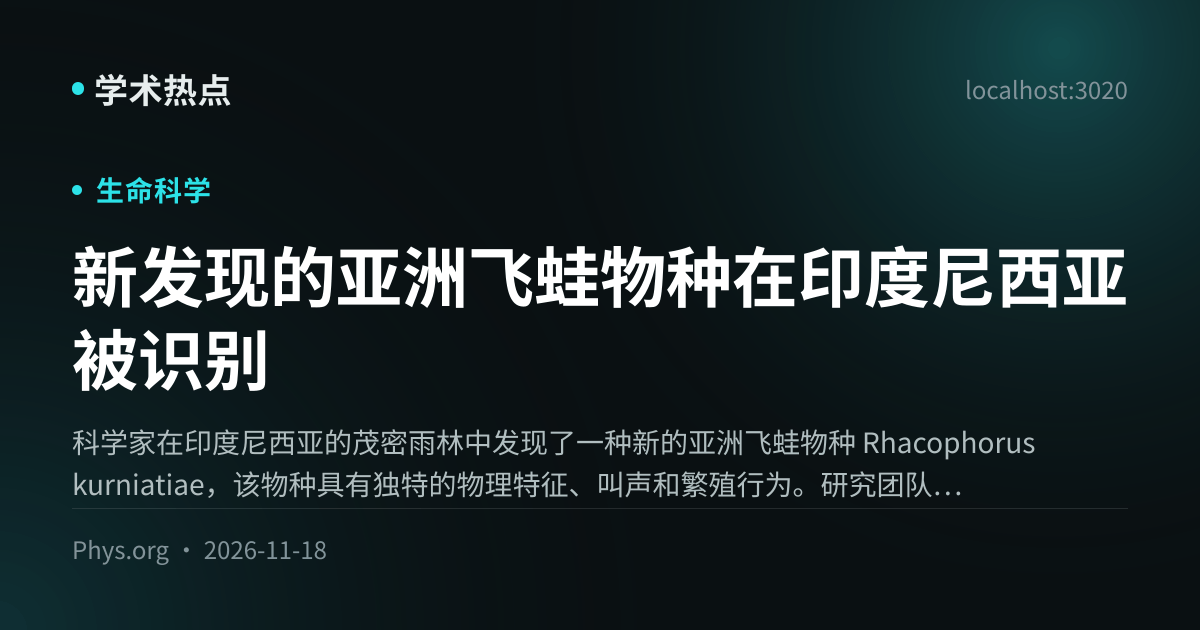 学术热点
localhost:3020
生命科学
新发现的亚洲飞蛙物种在印度尼西亚
被识别
科学家在印度尼西亚的茂密雨林中发现了一种新的亚洲飞蛙物种 Rhacophorus
kurniatiae，该物种具有独特的物理特征、叫声和繁殖行为。研究团队…
Phys.org · 2026-11-18